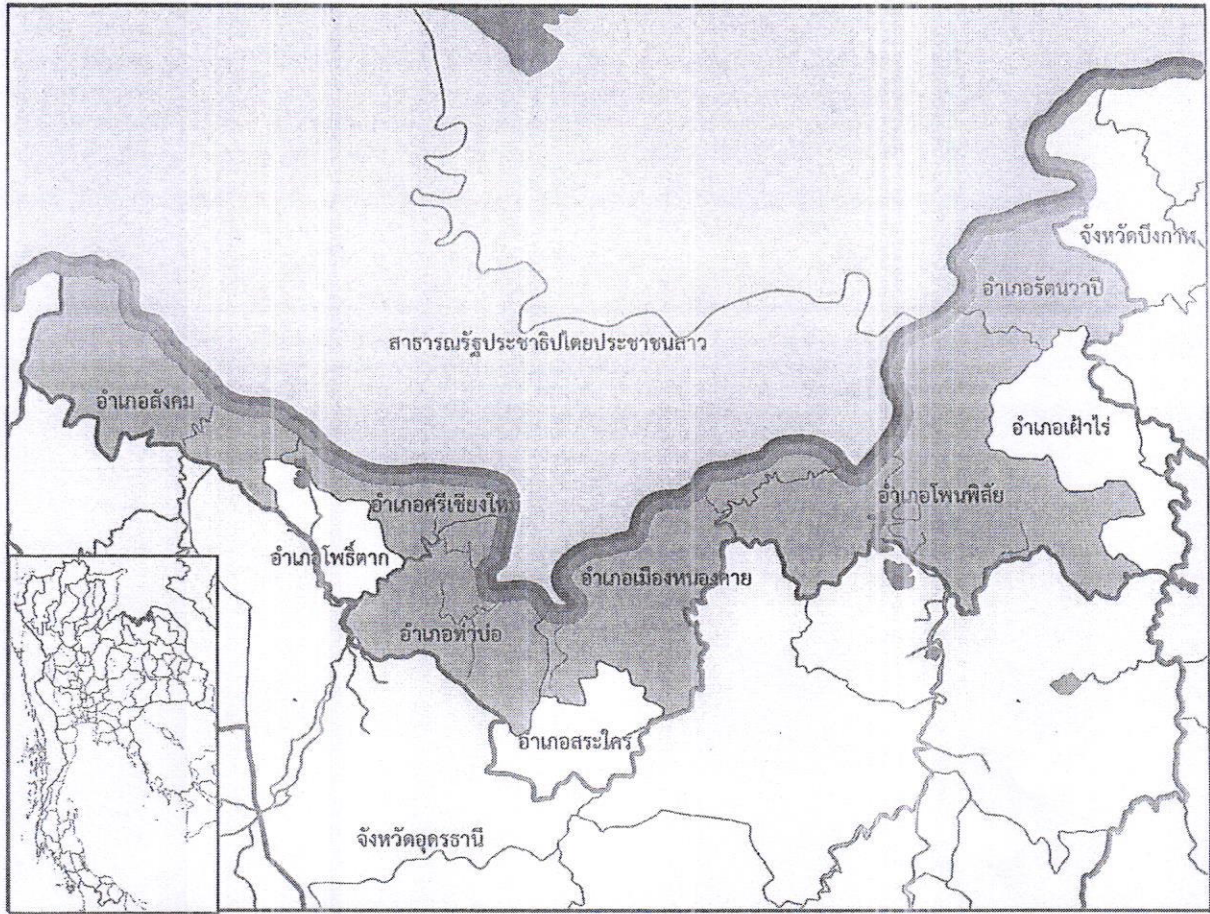 จังหวัดบึงกาฬ
อำเภอรัตนวาปี
สาธารณรัฐประชาธิปไตยประชาชนลาว
อำเภอสังคม
อำเภอเฝ้าไร่
อำเภอศรีเชียงใหม่
อำเภอโพนพิสัย
อำเภอโพธิ์ตาก
อำเภอเมืองหนองคาย
อำเภอท่าบ่อ
อำเภอสระใคร
จังหวัดอุดรธานี